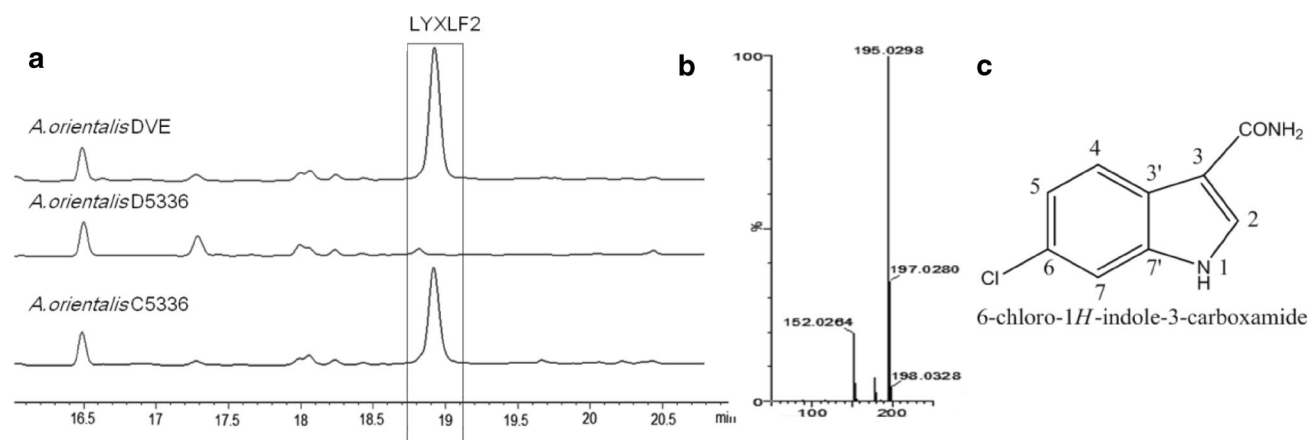 LYXLF2
a
A.orientalis DVE
A.orientalis D5336
A.orientalis C5336
16.5 17 17.5 18 18.5 19 19.5 20 20.5 min
b
100
%
0
195.0298
197.0280
152.0264
198.0328
100 200
c
CONH2
4
3
3'
5
2
6
7'
1
N
H
Cl
7
6-chloro-1H-indole-3-carboxamide